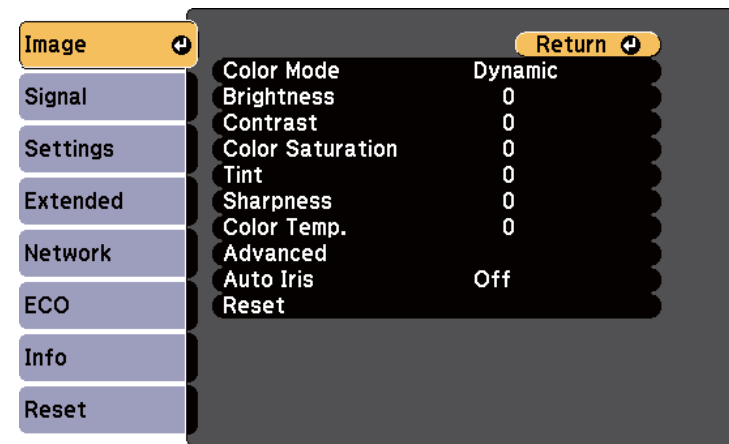 Image
Signal
Settings
Extended
Network
ECO
Info
Reset
Return
Color Mode Dynamic
Brightness 0
Contrast 0
Color Saturation 0
Tint 0
Sharpness 0
Color Temp. 0
Advanced
Auto Iris Off
Reset